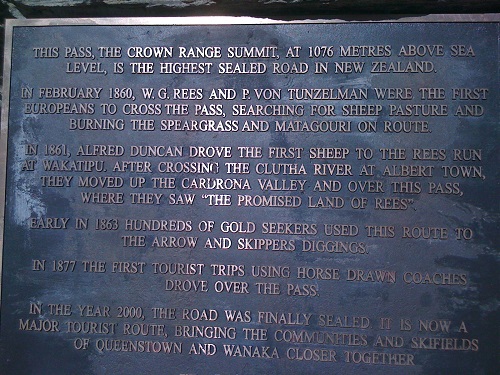 THIS PASS, THE CROWN RANGE SUMMIT, AT 1076 METRES ABOVE SEA
LEVEL, IS THE HIGHEST SEALED ROAD IN NEW ZEALAND.
IN FEBRUARY 1860, W. G. REES AND P. VON TUNZELMAN WERE THE FIRST
EUROPEANS TO CROSS THE PASS, SEARCHING FOR SHEEP PASTURE AND
BURNING THE SPEARGRASS AND MATAGOURI ON ROUTE.
IN 1861, ALFRED DUNCAN DROVE THE FIRST SHEEP TO THE REES RUN
AT WAKATIPU. AFTER CROSSING THE CLUTHA RIVER AT ALBERT TOWN,
THEY MOVED UP THE CARDRONA VALLEY AND OVER THIS PASS,
WHERE THEY SAW "THE PROMISED LAND OF REES"
EARLY IN 1863 HUNDREDS OF GOLD SEEKERS USED THIS ROUTE TO
THE ARROW AND SKIPPERS DIGGINGS.
IN 1877 THE FIRST TOURIST TRIPS USING HORSE DRAWN COACHES
DROVE OVER THE PASS.
IN THE YEAR 2000, THE ROAD WAS FINALLY SEALED. IT IS NOW A
MAJOR TOURIST ROUTE, BRINGING THE COMMUNITIES AND SKIFIELDS
OF QUEENSTOWN AND WANAKA CLOSER TOGETHER